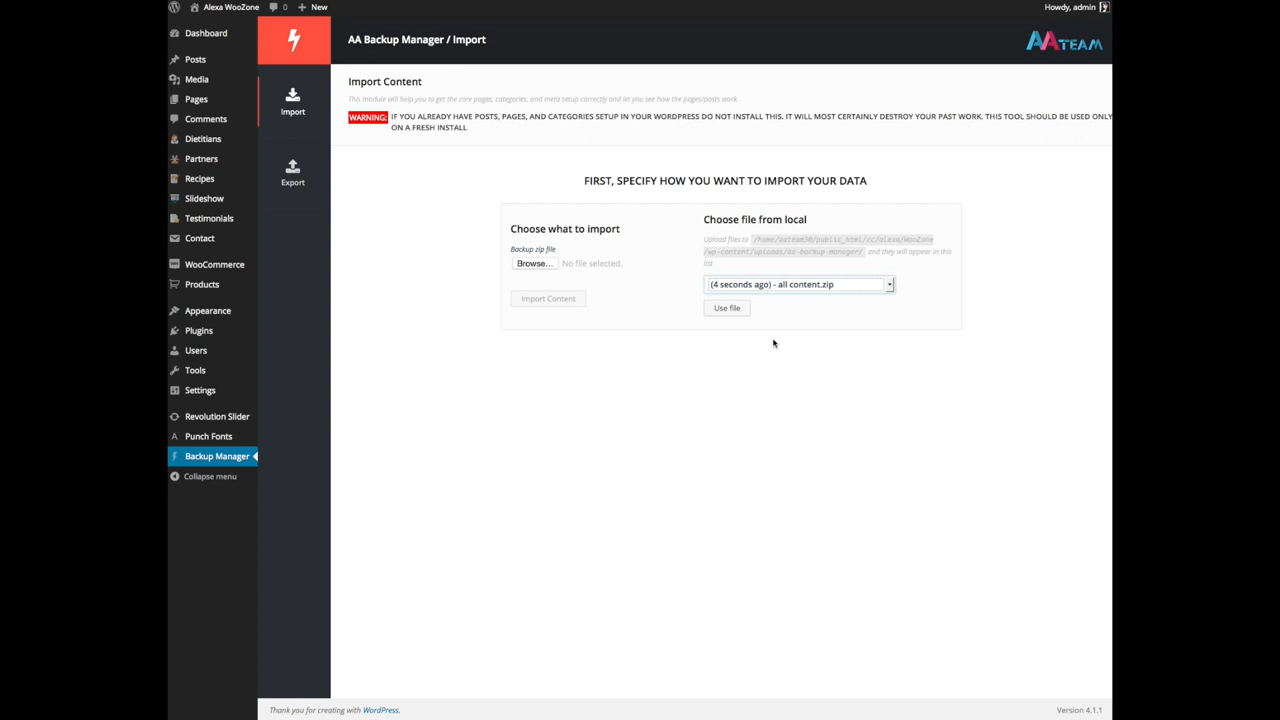 Alexa WooZone 0 + New Howdy, admin
Dashboard
Posts
Media
Pages
Comments
Dietitians
Partners
Recipes
Slideshow
Testimonials
Contact
WooCommerce
Products
Appearance
Plugins
Users
Tools
Settings
Revolution Slider
Punch Fonts
Backup Manager
Collapse menu
Import
Export
AA Backup Manager / Import
AATEAM
Import Content
This module will help you to get the core pages, categories, and meta setup correctly and let you see how the pages/posts work.
WARNING: IF YOU ALREADY HAVE POSTS, PAGES, AND CATEGORIES SETUP IN YOUR WORDPRESS DO NOT INSTALL THIS. IT WILL MOST CERTAINLY DESTROY YOUR PAST WORK. THIS TOOL SHOULD BE USED ONLY
ON A FRESH INSTALL
FIRST, SPECIFY HOW YOU WANT TO IMPORT YOUR DATA
Choose what to import
Backup zip file
Browse... No file selected.
Import Content
Choose file from local
Upload files to /home/aateam30/public_html/cc/alexa/WooZone
/wp-content/uploads/aa-backup-manager/ and they will appear in this
list
(4 seconds ago) - all content.zip
Use file
Thank you for creating with WordPress.
Version 4.1.1